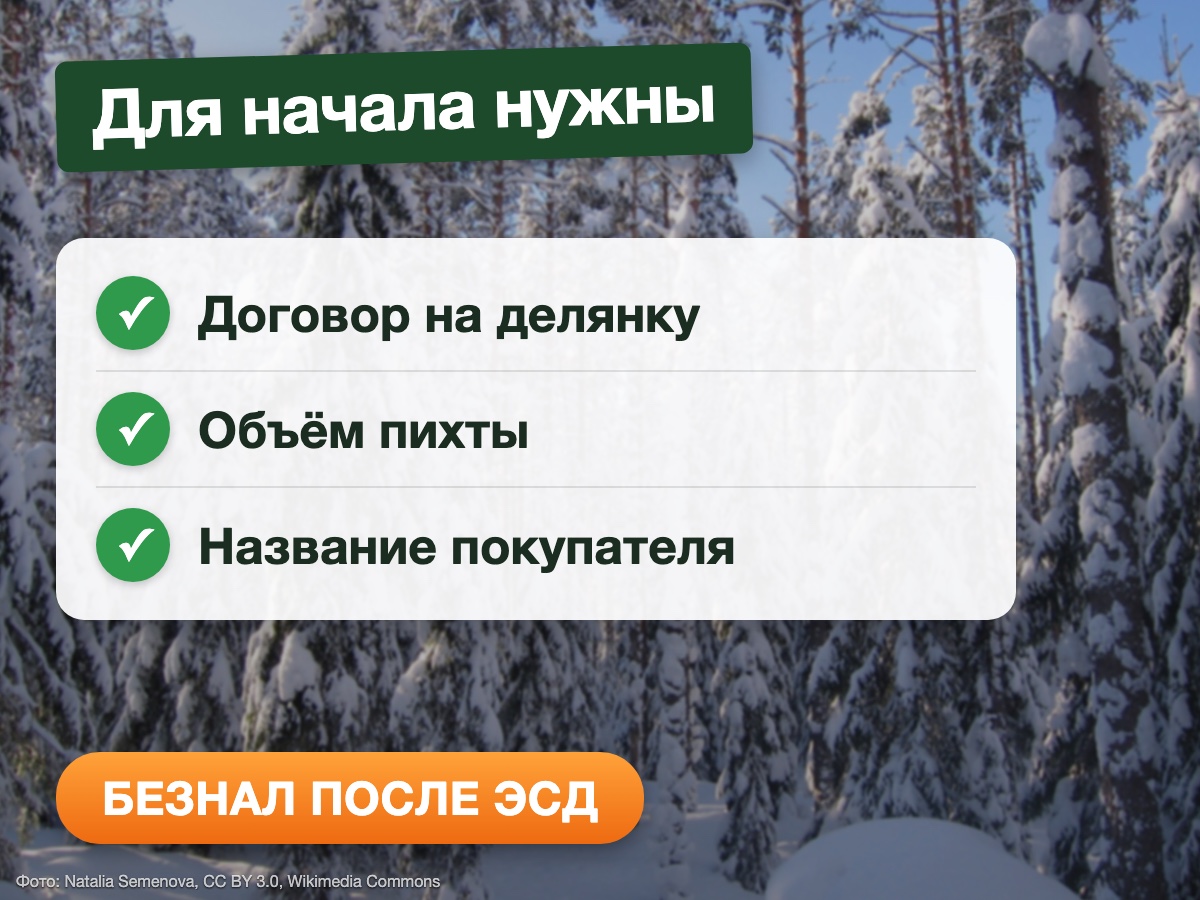 Для начала нужны
Договор на делянку
Объём пихты
Название покупателя
БЕЗНАЛ ПОСЛЕ ЭСД
Фото: Natalia Semenova, CC BY 3.0, Wikimedia Commons